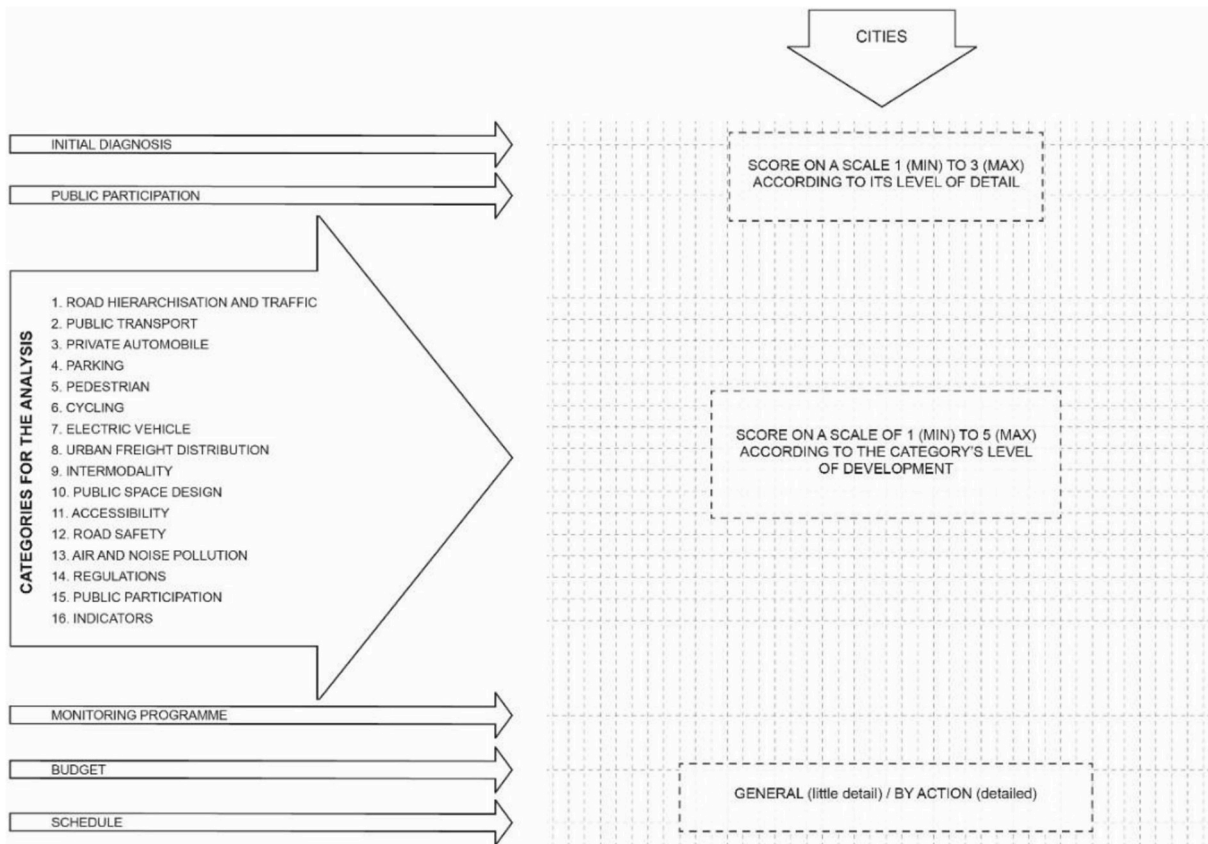 CITIES
INITIAL DIAGNOSIS
SCORE ON A SCALE 1 (MIN) TO 3 (MAX)
ACCORDING TO ITS LEVEL OF DETAIL
PUBLIC PARTICIPATION
CATEGORIES FOR THE ANALYSIS
1. ROAD HIERARCHISATION AND TRAFFIC
2. PUBLIC TRANSPORT
3. PRIVATE AUTOMOBILE
4. PARKING
5. PEDESTRIAN
6. CYCLING
7. ELECTRIC VEHICLE
8. URBAN FREIGHT DISTRIBUTION
9. INTERMODALITY
10. PUBLIC SPACE DESIGN
11. ACCESSIBILITY
12. ROAD SAFETY
13. AIR AND NOISE POLLUTION
14. REGULATIONS
15. PUBLIC PARTICIPATION
16. INDICATORS
SCORE ON A SCALE OF 1 (MIN) TO 5 (MAX)
ACCORDING TO THE CATEGORY'S LEVEL
OF DEVELOPMENT
MONITORING PROGRAMME
BUDGET
GENERAL (little detail) / BY ACTION (detailed)
SCHEDULE